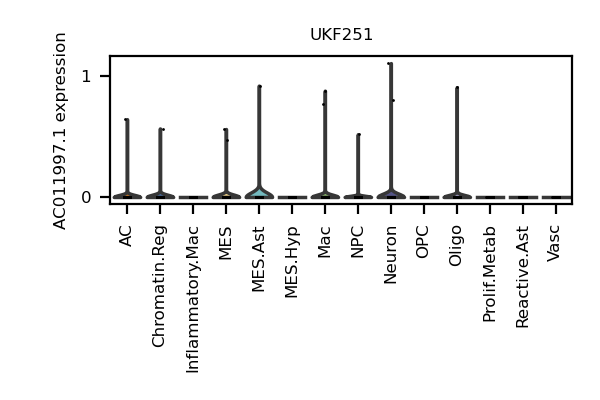 UKF251
AC011997.1 expression
1
0
AC
Chromatin.Reg
Inflammatory.Mac
MES
MES.Ast
MES.Hyp
Mac
NPC
Neuron
OPC
Oligo
Prolif.Metab
Reactive.Ast
Vasc